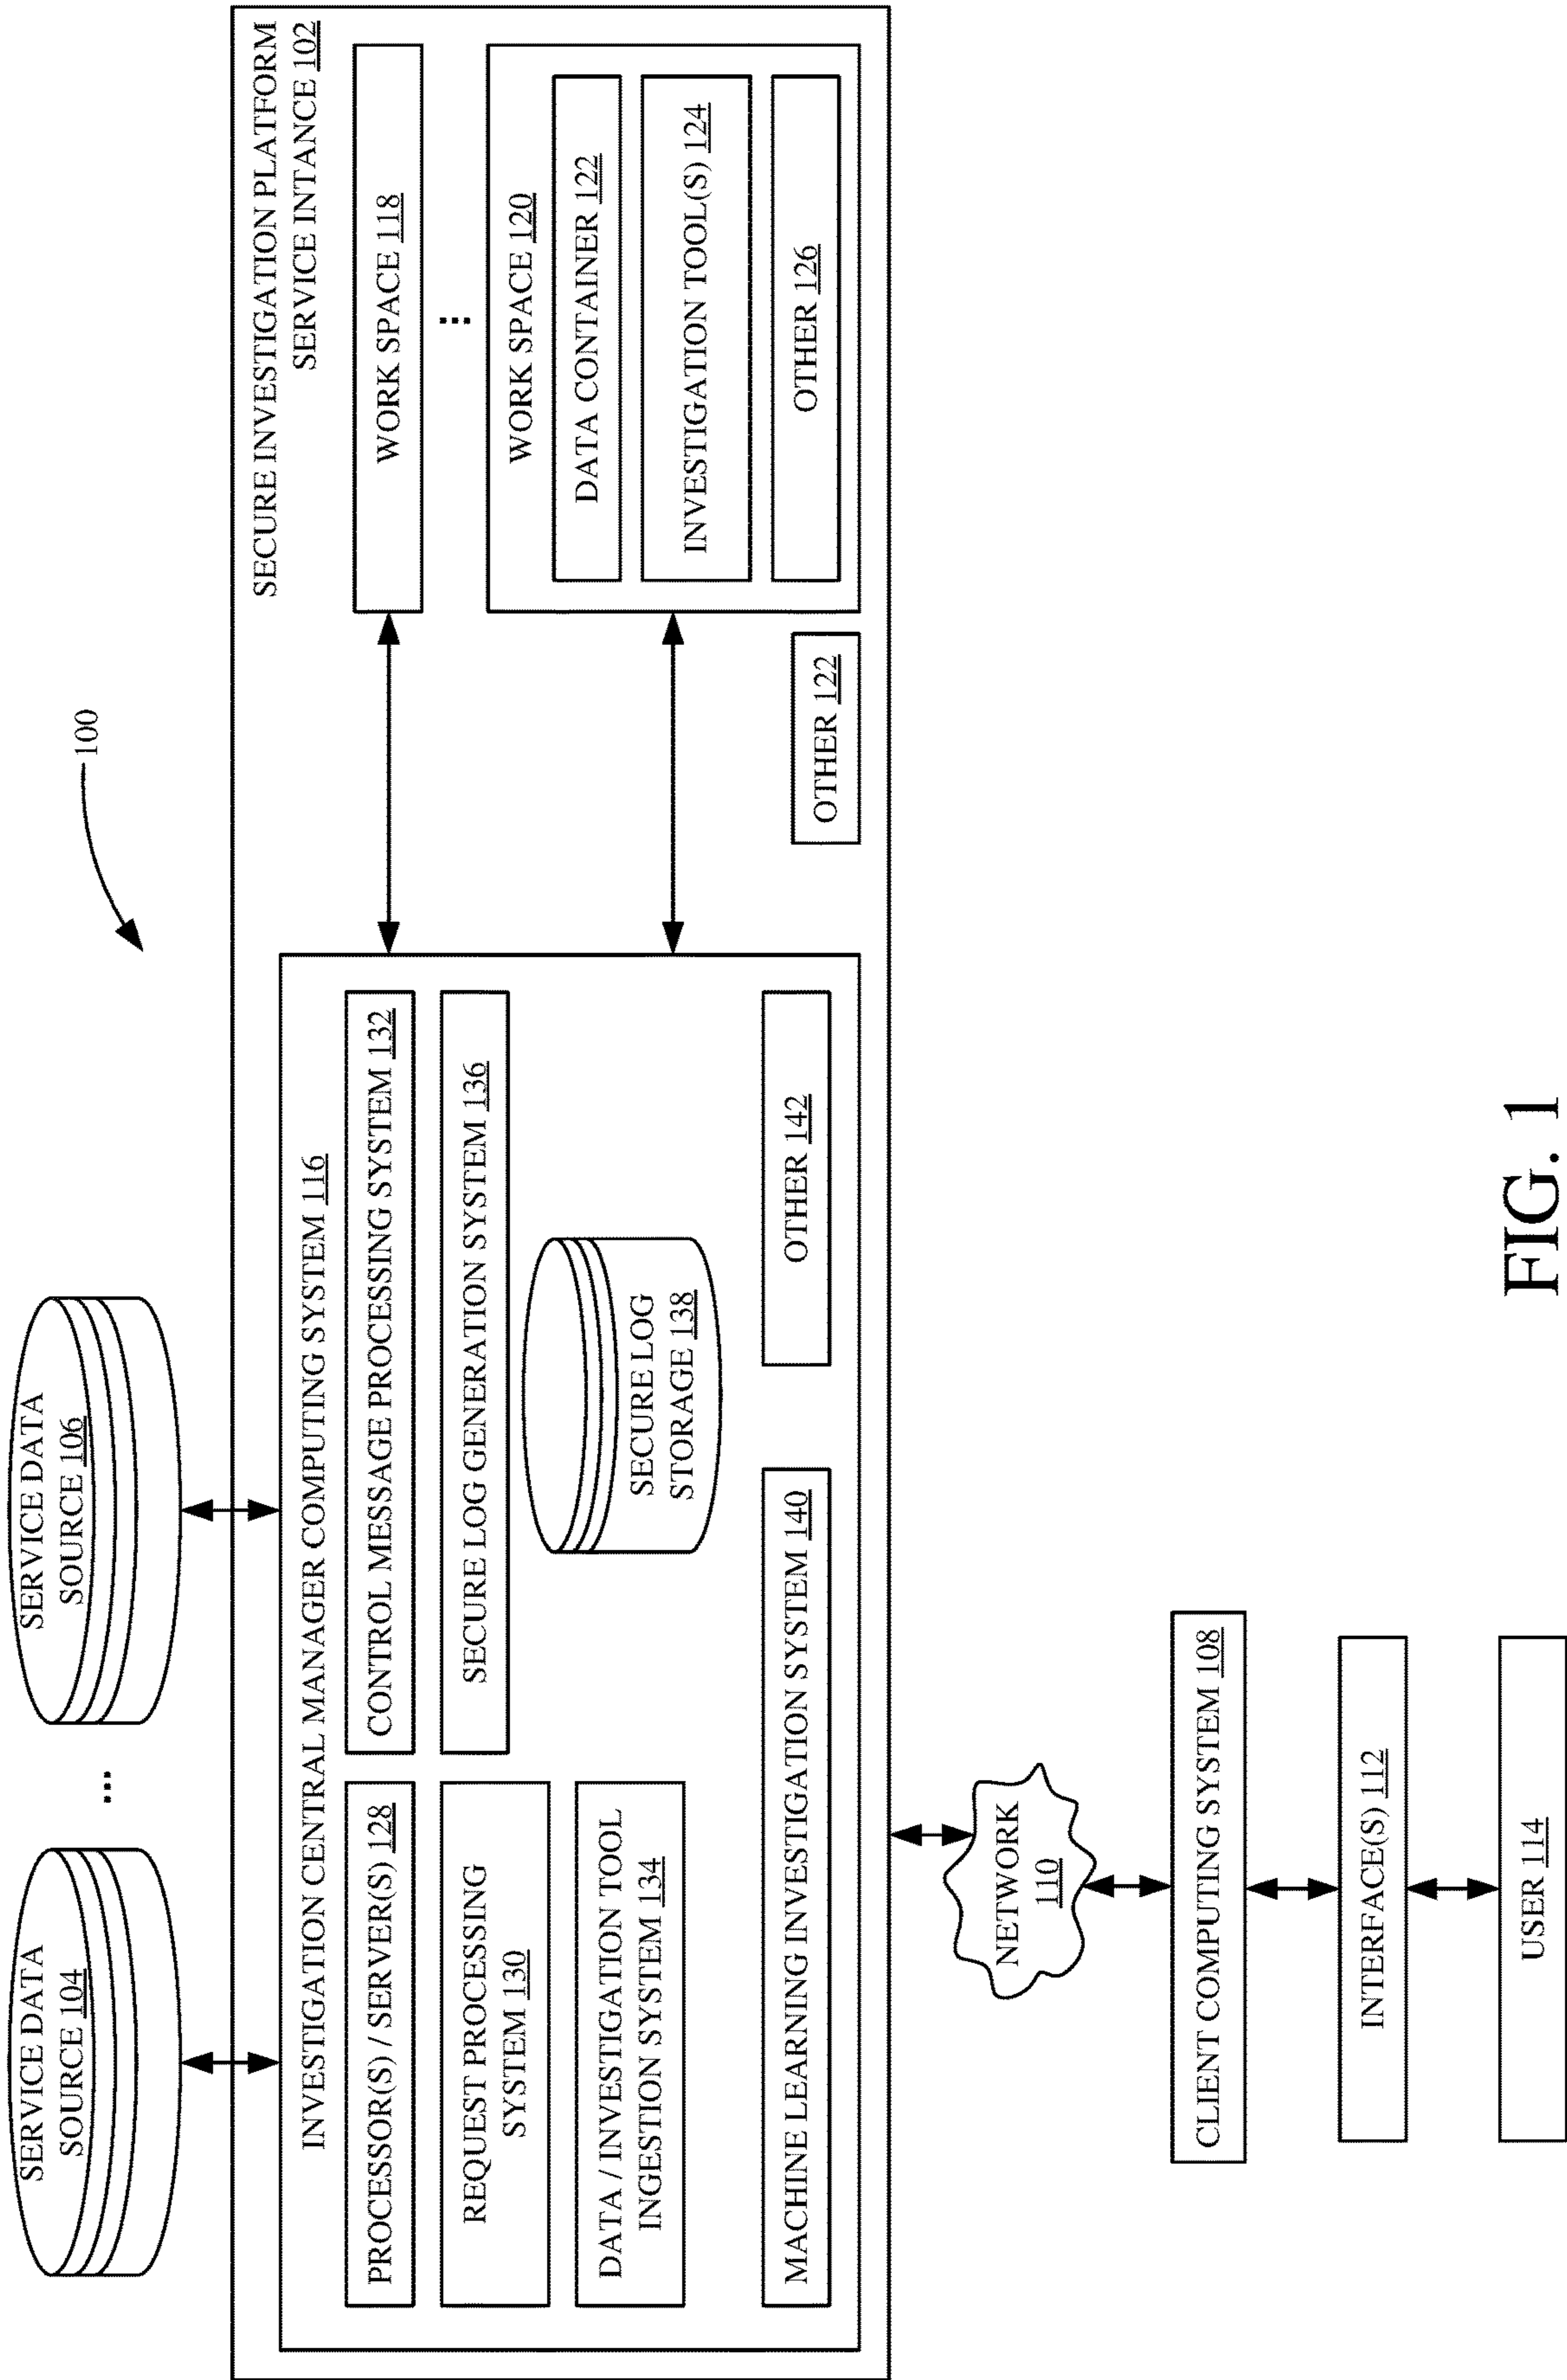 100
SERVICE DATA
SOURCE 104
...
SERVICE DATA
SOURCE 106
SECURE INVESTIGATION PLATFORM
SERVICE INTANCE 102
INVESTIGATION CENTRAL MANAGER COMPUTING SYSTEM 116
PROCESSOR(S) / SERVER(S) 128
CONTROL MESSAGE PROCESSING SYSTEM 132
REQUEST PROCESSING
SYSTEM 130
SECURE LOG GENERATION SYSTEM 136
DATA / INVESTIGATION TOOL
INGESTION SYSTEM 134
SECURE LOG
STORAGE 138
MACHINE LEARNING INVESTIGATION SYSTEM 140
OTHER 142
WORK SPACE 118
...
WORK SPACE 120
DATA CONTAINER 122
INVESTIGATION TOOL(S) 124
OTHER 126
OTHER 122
NETWORK
110
CLIENT COMPUTING SYSTEM 108
INTERFACE(S) 112
USER 114
FIG. 1